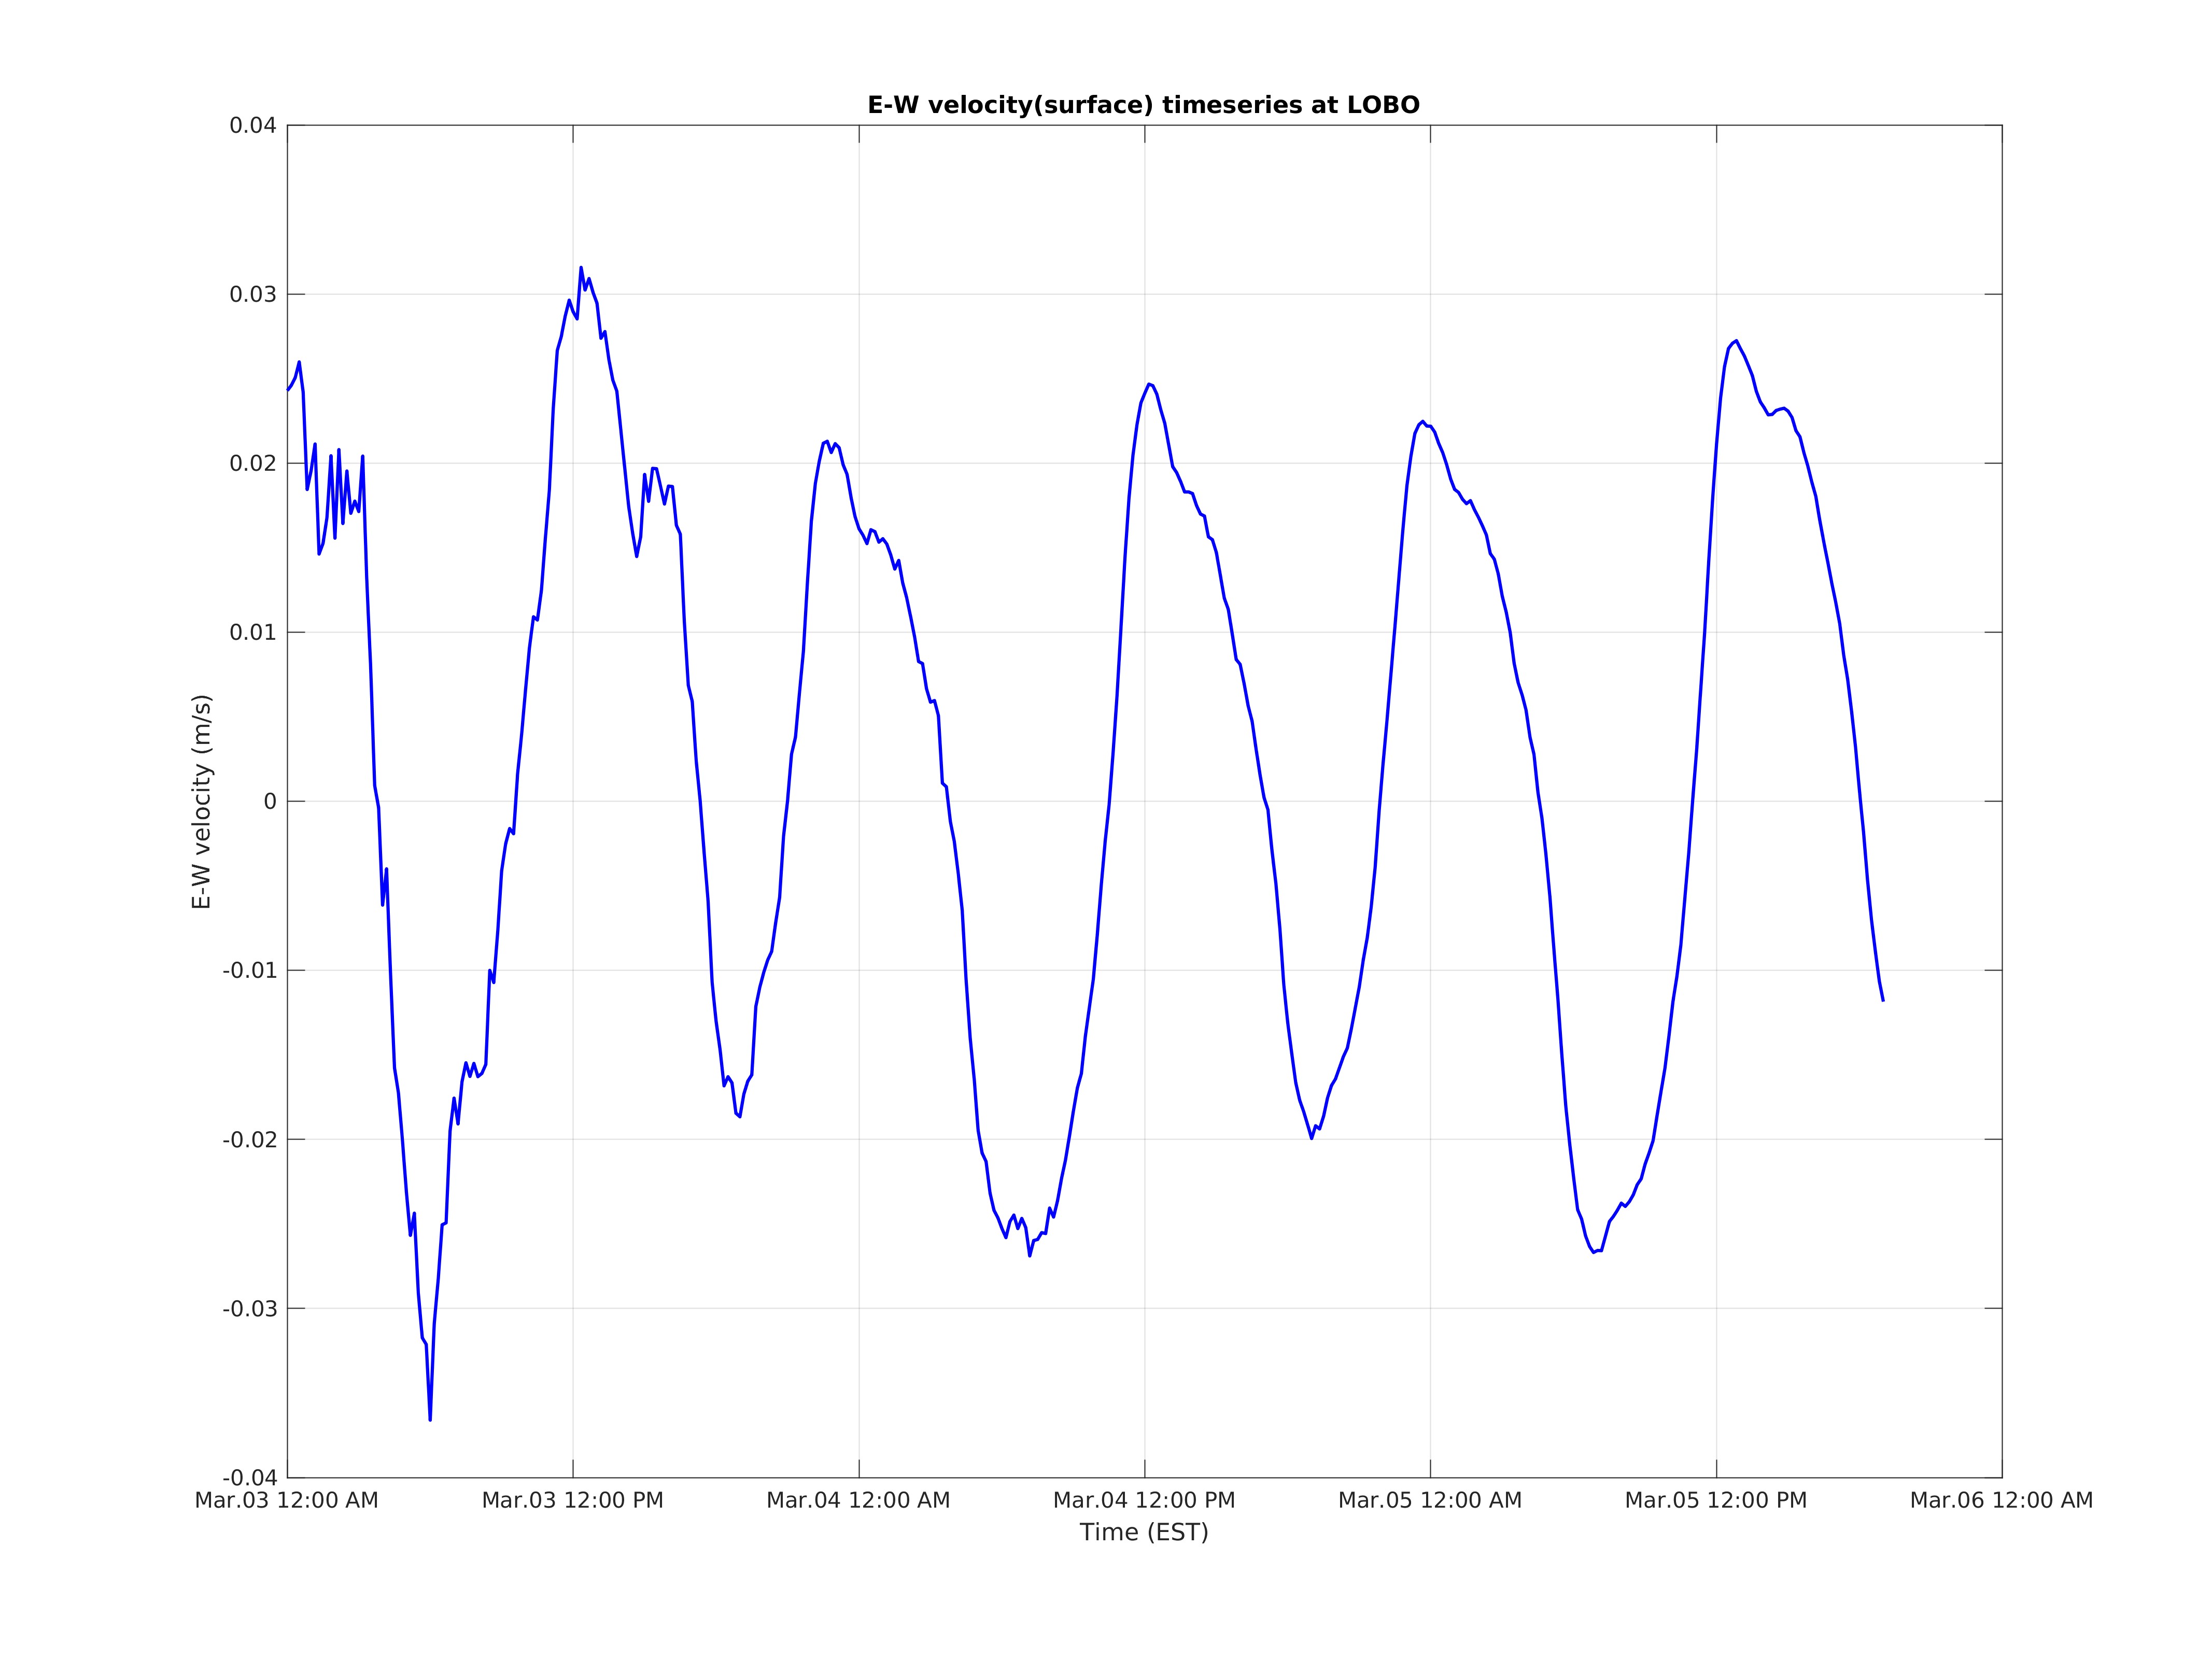 E-W velocity(surface) timeseries at LOBO
0.04
0.03
0.02
0.01
0
-0.01
-0.02
-0.03
-0.04
E-W velocity (m/s)
Mar.03 12:00 AM
Mar.03 12:00 PM
Mar.04 12:00 AM
Mar.04 12:00 PM
Mar.05 12:00 AM
Mar.05 12:00 PM
Mar.06 12:00 AM
Time (EST)